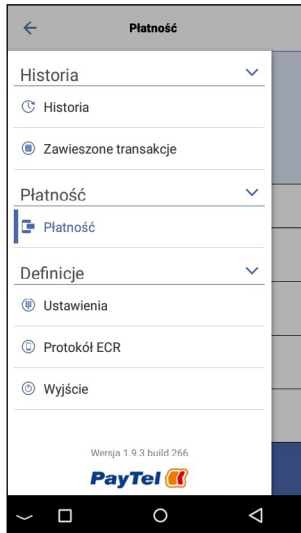 Płatność
Historia
Historia
Zawieszone transakcje
Płatność
Płatność
Definicje
Ustawienia
Protokół ECR
Wyjście
Wersja 1.9.3 build 266
PayTel